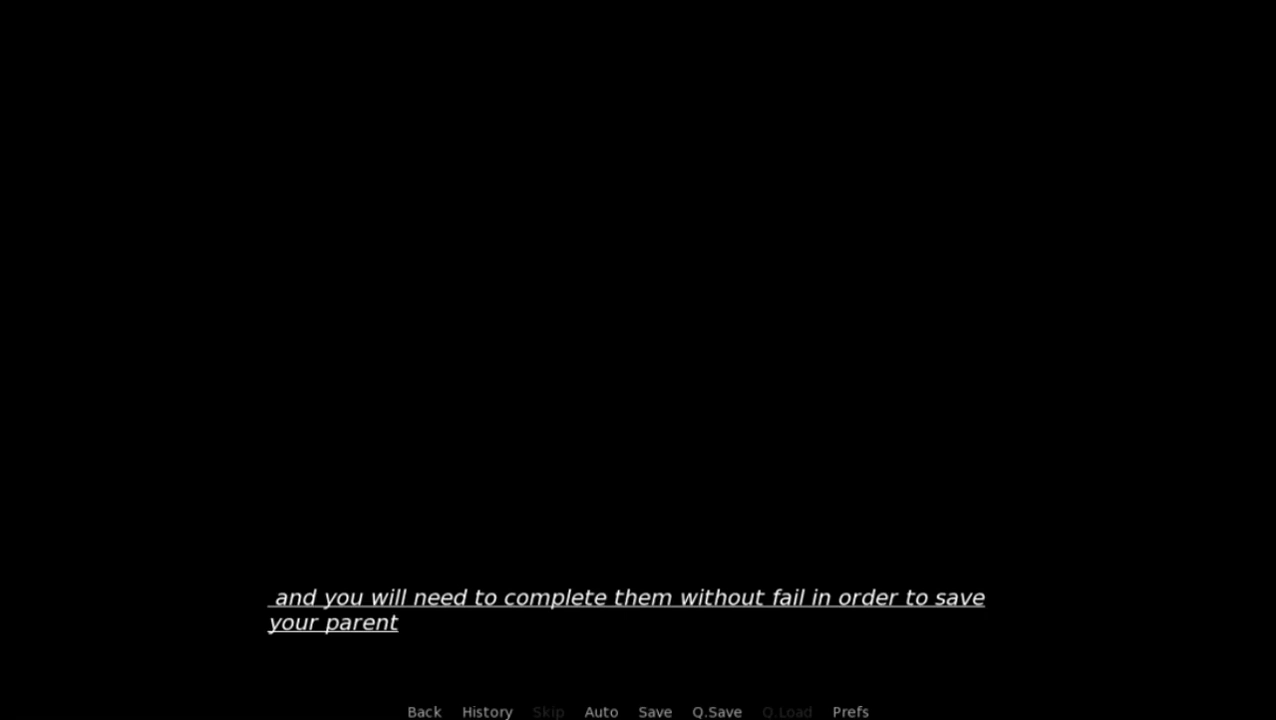 and you will need to complete them without fail in order to save
your parent
Back History Skip Auto Save Q.Save Q.Load Prefs